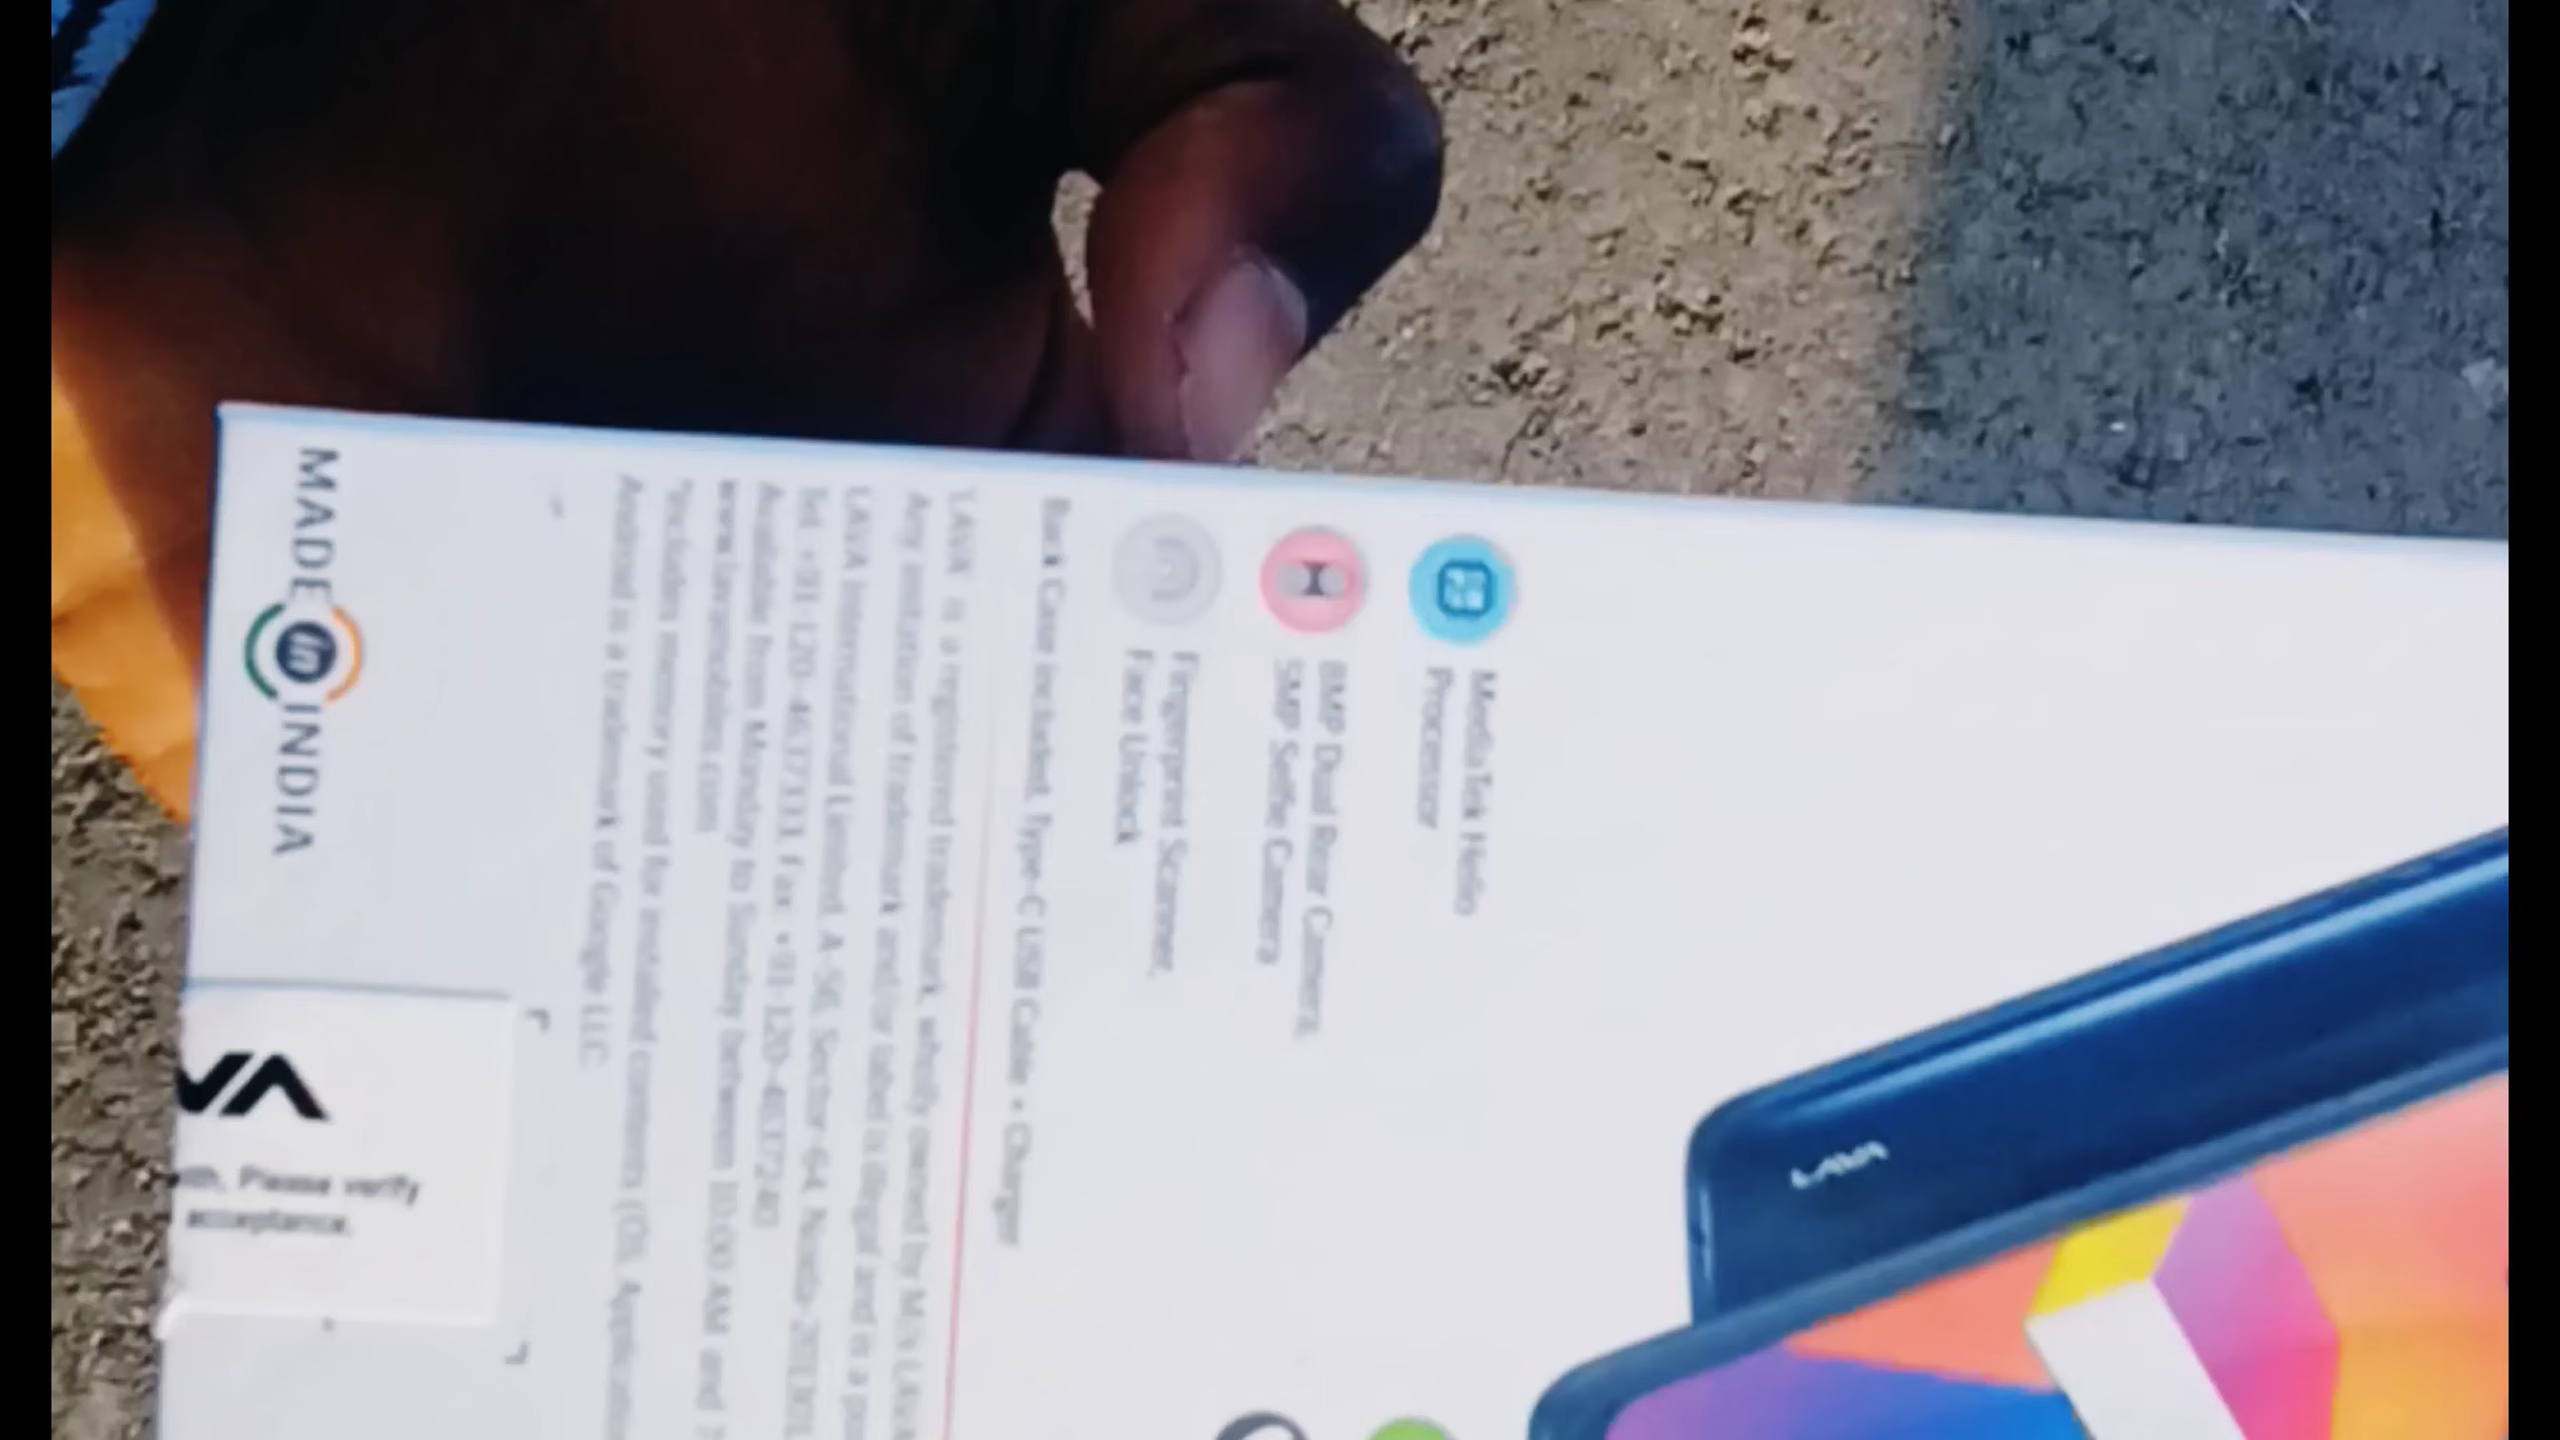 MediaTek Helio
Processor
8MP Dual Rear Camera,
5MP Selfie Camera
Fingerprint Scanner,
Face Unlock
Back Case included, Type-C USB Cable • Charger
'LAVA' is a registered trademark, wholly owned by M/s LAVA
Any imitation of trademark and/or label is illegal and is a
LAVA International Limited, A-56, Sector-64, Noida-201301,
Tel. +91-120-4637333, Fax: +91-120-4637240
Available from Monday to Sunday between 10:00 AM and
www.lavamobiles.com
*Includes memory used for installed contents (OS, Application
Android is a trademark of Google LLC.
MADE in INDIA
VA
Please verify
acceptance.
LAVA